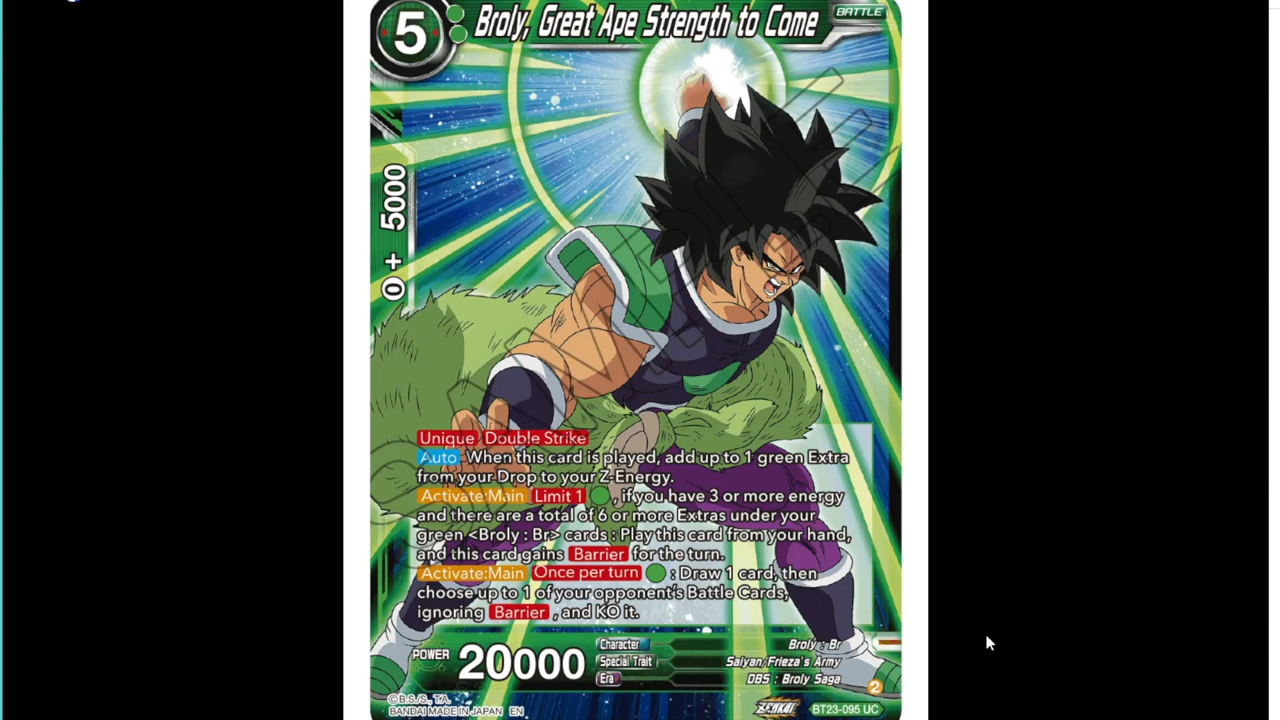 5
Broly, Great Ape Strength to Come
BATTLE
0 + 5000
Unique Double Strike
Auto When this card is played, add up to 1 green Extra
from your Drop to your Z-Energy.
Activate:Main Limit 1 , if you have 3 or more energy
and there are a total of 6 or more Extras under your
green <Broly : Br> cards : Play this card from your hand,
and this card gains Barrier for the turn.
Activate:Main Once per turn : Draw 1 card, then
choose up to 1 of your opponent's Battle Cards,
ignoring Barrier , and KO it.
POWER 20000
Character Broly : Br
Special Trait Saiyan/Frieza's Army
Era DBS : Broly Saga
2
©B.S./S., T.A.
BANDAI MADE IN JAPAN EN
ZENKAI
BT23-095 UC